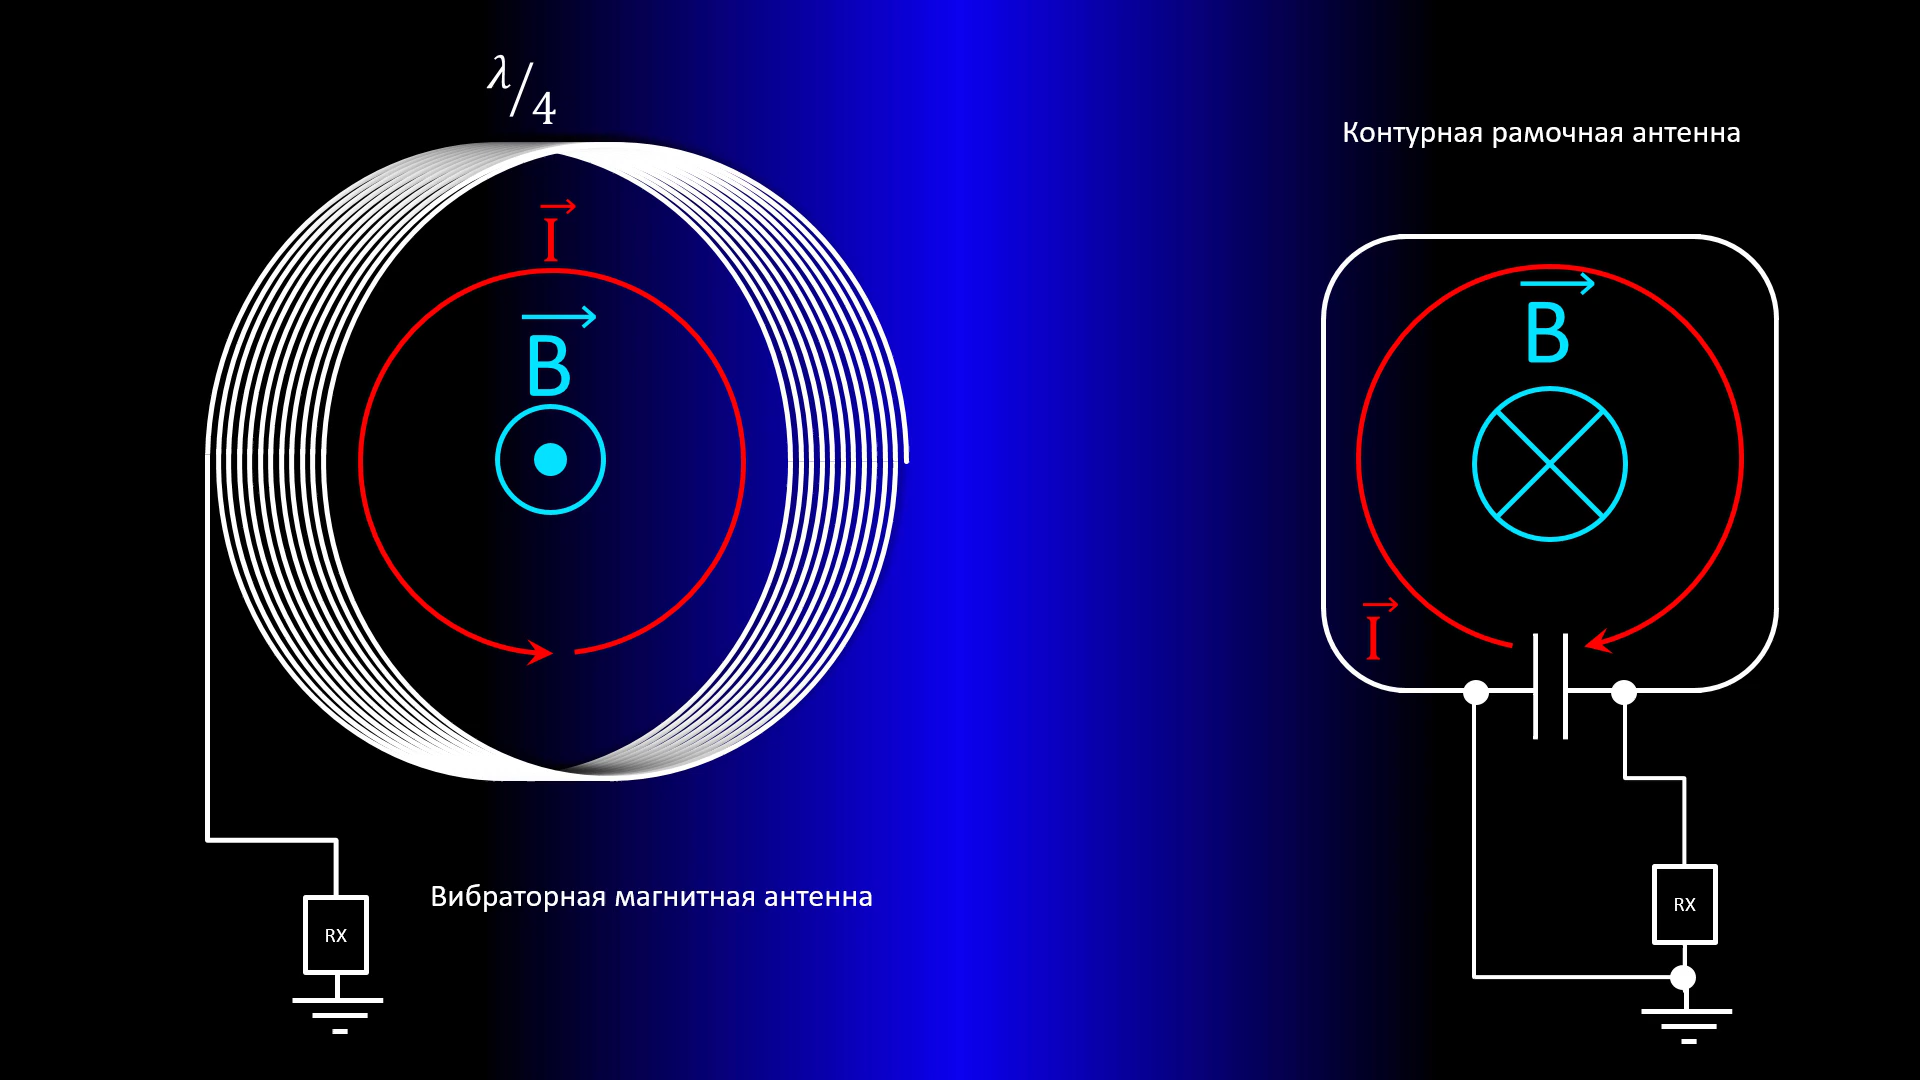 λ/4
I
B
Вибраторная магнитная антенна
RX
Контурная рамочная антенна
B
I
RX